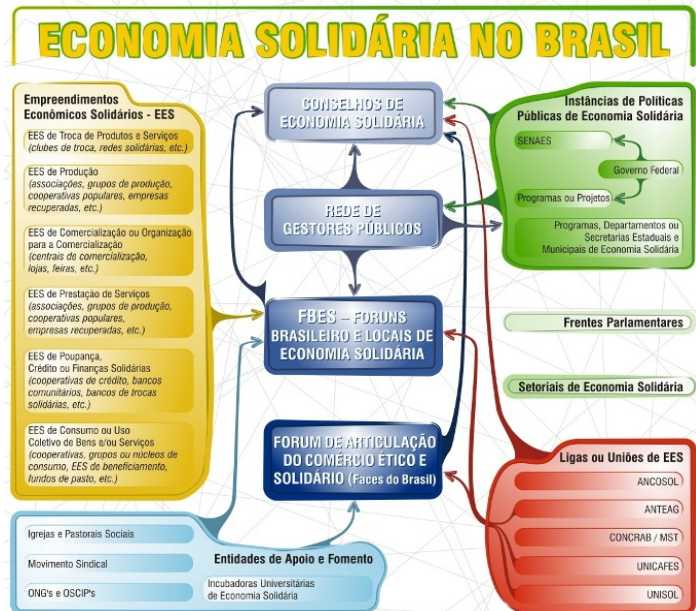 ECONOMIA SOLIDÁRIA NO BRASIL
Empreendimentos
Econômicos Solidários - EES
EES de Troca de Produtos e Serviços
(clubes de troca, redes solidárias, etc.)
EES de Produção
(associações, grupos de produção,
cooperativas populares, empresas
recuperadas, etc.)
EES de Comercialização ou Organização
para a Comercialização
(centrais de comercialização,
lojas, feiras, etc.)
EES de Prestação de Serviços
(associações, grupos de produção,
cooperativas populares,
empresas recuperadas, etc.)
EES de Poupança,
Crédito ou Finanças Solidárias
(cooperativas de crédito, bancos
comunitários, bancos de trocas
solidárias, etc.)
EES de Consumo ou Uso
Coletivo de Bens e/ou Serviços
(cooperativas, grupos ou núcleos de
consumo, EES de beneficiamento,
fundos de pasto, etc.)
CONSELHOS DE
ECONOMIA SOLIDÁRIA
REDE DE
GESTORES PÚBLICOS
FBES – FORUNS
BRASILEIRO E LOCAIS DE
ECONOMIA SOLIDÁRIA
FORUM DE ARTICULAÇÃO
DO COMÉRCIO ÉTICO E
SOLIDÁRIO (Faces do Brasil)
Instâncias de Políticas
Públicas de Economia Solidária
SENAES
Governo Federal
Programas ou Projetos
Programas, Departamentos ou
Secretarias Estaduais e
Municipais de Economia Solidária
Frentes Parlamentares
Setoriais de Economia Solidária
Ligas ou Uniões de EES
ANCOSOL
ANTEAG
CONCRAB / MST
UNICAFES
UNISOL
Igrejas e Pastorais Sociais
Movimento Sindical
ONG's e OSCIP's
Entidades de Apoio e Fomento
Incubadoras Universitárias
de Economia Solidária